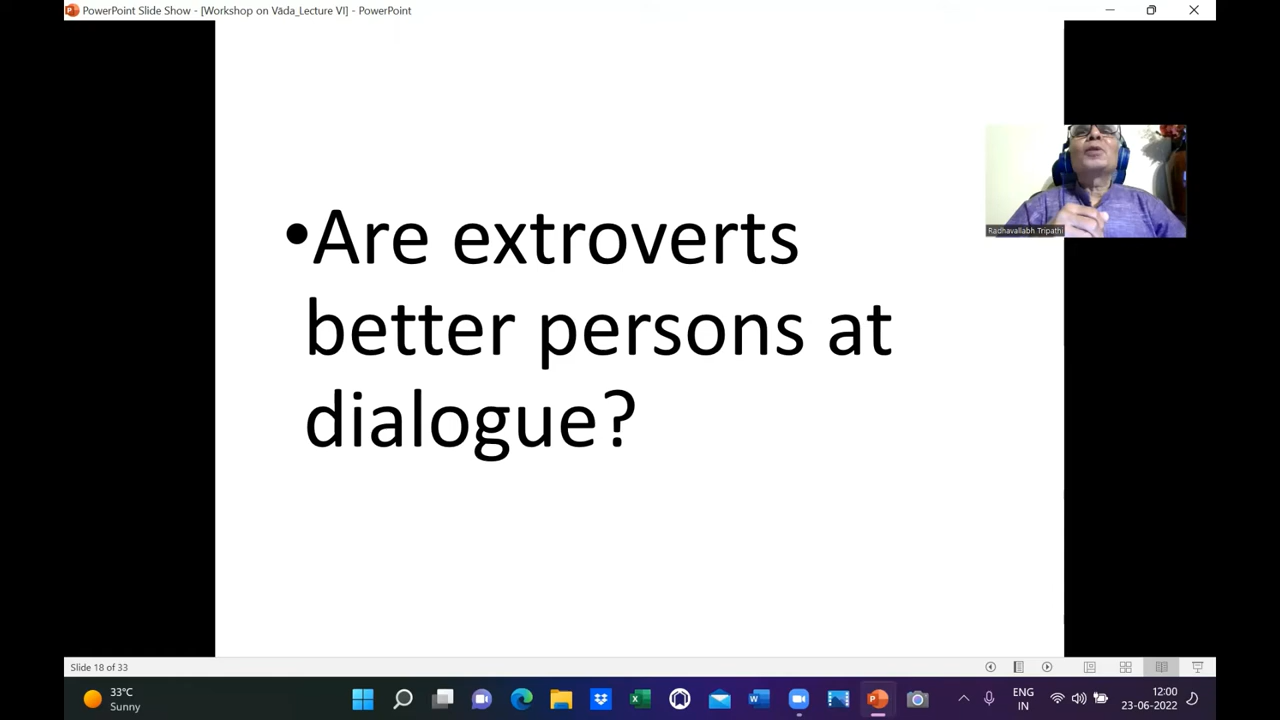 PowerPoint Slide Show - [Workshop on Vāda_Lecture VI] - PowerPoint
•Are extroverts
better persons at
dialogue?
Radhavallabh Tripathi
Slide 18 of 33
33°C
Sunny
ENG
IN
12:00
23-06-2022